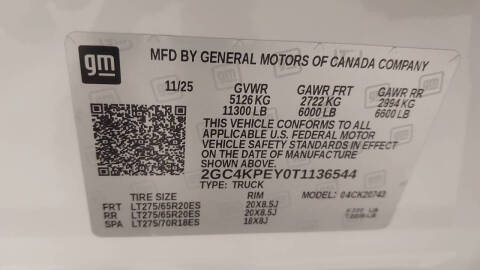 gm
MFD BY GENERAL MOTORS OF CANADA COMPANY
11/25 GVWR GAWR FRT GAWR RR
5126 KG 2722 KG 2994 KG
11300 LB 6000 LB 6600 LB
THIS VEHICLE CONFORMS TO ALL
APPLICABLE U.S. FEDERAL MOTOR
VEHICLE SAFETY STANDARDS IN EFFECT
ON THE DATE OF MANUFACTURE
SHOWN ABOVE.
2GC4KPEY0T1136544
TYPE: TRUCK MODEL: 04CK20743
TIRE SIZE RIM
FRT LT275/65R20ES 20X8.5J
RR LT275/65R20ES 20X8.5J
SPA LT275/70R18ES 18X8J